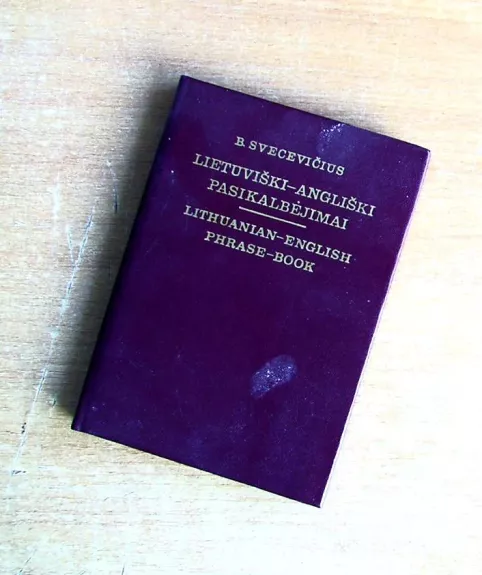 B. SVECEVIČIUS
LIETUVIŠKI–ANGLIŠKI
PASIKALBĖJIMAI
LITHUANIAN–ENGLISH
PHRASE–BOOK